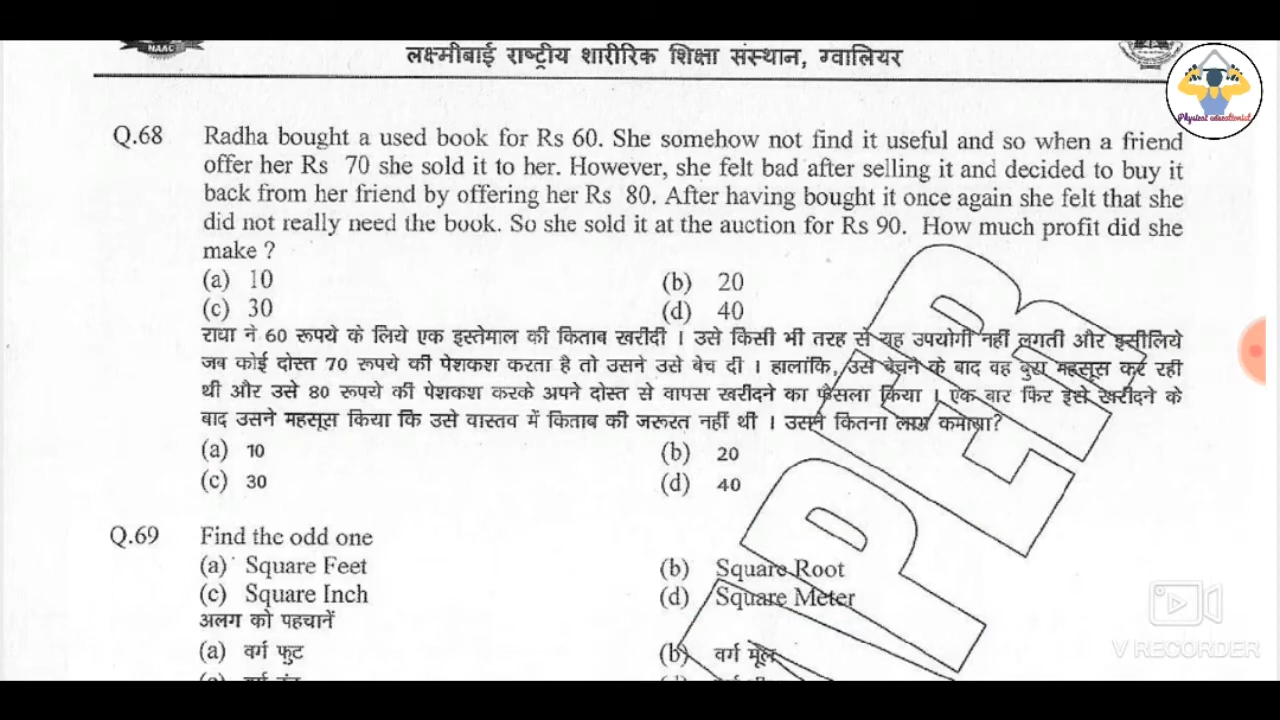 NAAC
लक्ष्मीबाई राष्ट्रीय शारीरिक शिक्षा संस्थान, ग्वालियर
Physical educationist
Q.68 Radha bought a used book for Rs 60. She somehow not find it useful and so when a friend
offer her Rs 70 she sold it to her. However, she felt bad after selling it and decided to buy it
back from her friend by offering her Rs 80. After having bought it once again she felt that she
did not really need the book. So she sold it at the auction for Rs 90. How much profit did she
make ?
(a) 10 (b) 20
(c) 30 (d) 40
राधा ने 60 रूपये के लिये एक इस्तेमाल की किताब खरीदी । उसे किसी भी तरह से यह उपयोगी नहीं लगती और इसीलिये
जब कोई दोस्त 70 रूपये की पेशकश करता है तो उसने उसे बेच दी । हालांकि, उसे बेचने के बाद वह बुरा महसूस कर रही
थी और उसे 80 रूपये की पेशकश करके अपने दोस्त से वापस खरीदने का फैसला किया । एक बार फिर इसे खरीदने के
बाद उसने महसूस किया कि उसे वास्तव में किताब की जरूरत नहीं थी । उसने कितना लाभ कमाया?
(a) 10 (b) 20
(c) 30 (d) 40
Q.69 Find the odd one
(a) Square Feet (b) Square Root
(c) Square Inch (d) Square Meter
अलग को पहचानें
(a) वर्ग फुट (b) वर्ग मूल
V RECORDER